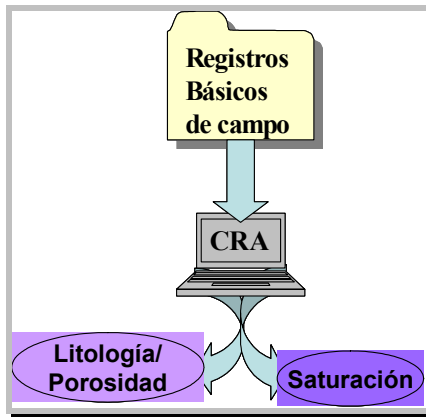 Registros
Básicos
de campo
CRA
Litología/
Porosidad
Saturación